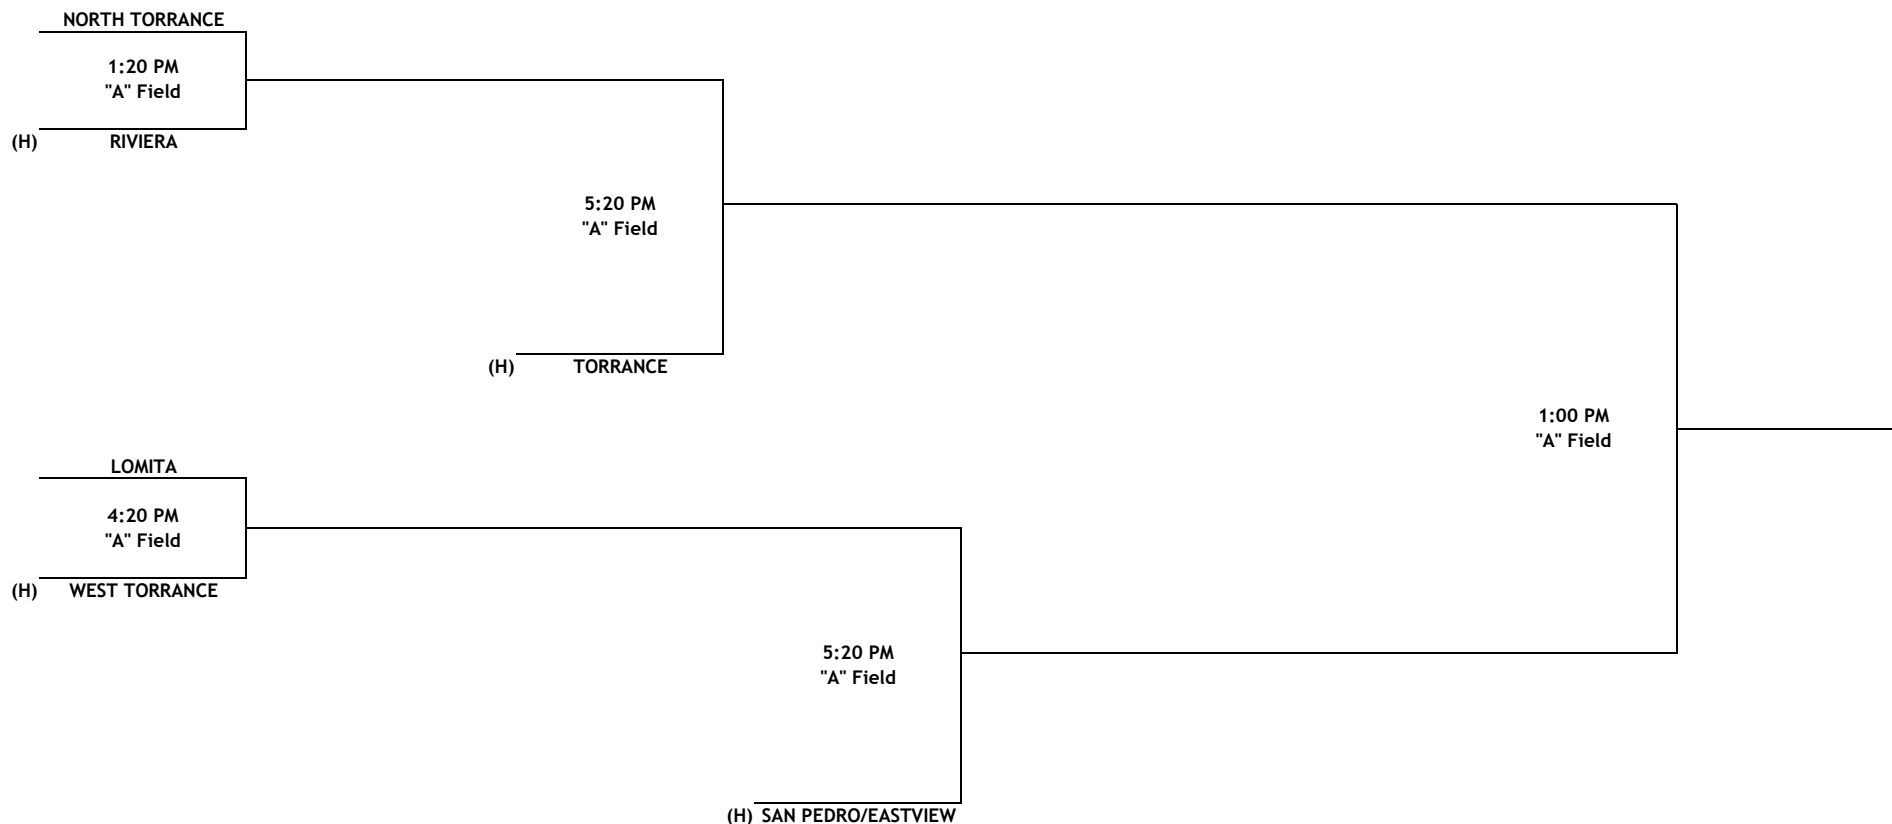 NORTH TORRANCE
1:20 PM
"A" Field
(H) RIVIERA
5:20 PM
"A" Field
(H) TORRANCE
1:00 PM
"A" Field
LOMITA
4:20 PM
"A" Field
(H) WEST TORRANCE
5:20 PM
"A" Field
(H) SAN PEDRO/EASTVIEW